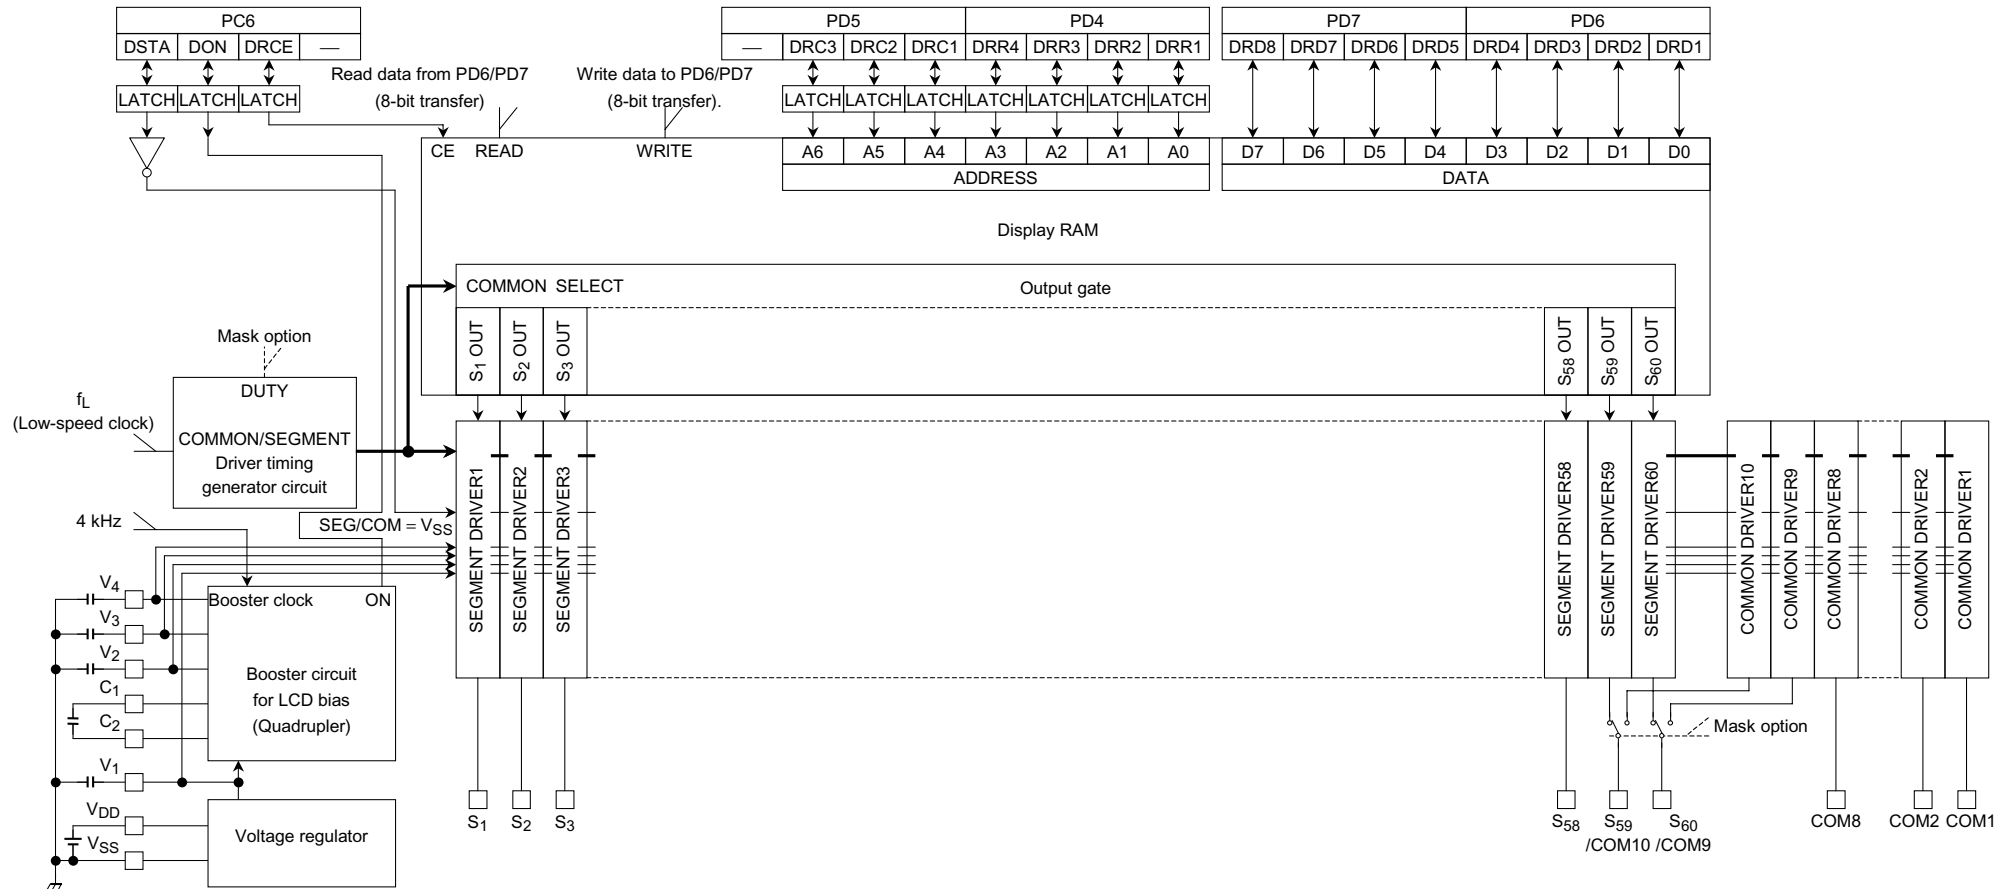 PC6
PD5
PD4
PD7
PD6
DSTA DON DRCE —
— DRC3 DRC2 DRC1 DRR4 DRR3 DRR2 DRR1
DRD8 DRD7 DRD6 DRD5 DRD4 DRD3 DRD2 DRD1
Read data from PD6/PD7
(8-bit transfer)
Write data to PD6/PD7
(8-bit transfer).
LATCH LATCH LATCH
LATCH LATCH LATCH LATCH LATCH LATCH LATCH
CE READ WRITE
A6 A5 A4 A3 A2 A1 A0
D7 D6 D5 D4 D3 D2 D1 D0
ADDRESS
DATA
Display RAM
COMMON SELECT
Output gate
S1 OUT
S2 OUT
S3 OUT
S58 OUT
S59 OUT
S60 OUT
Mask option
DUTY
fL
(Low-speed clock)
COMMON/SEGMENT
Driver timing
generator circuit
4 kHz
SEG/COM = VSS
SEGMENT DRIVER1
SEGMENT DRIVER2
SEGMENT DRIVER3
SEGMENT DRIVER58
SEGMENT DRIVER59
SEGMENT DRIVER60
COMMON DRIVER10
COMMON DRIVER9
COMMON DRIVER8
COMMON DRIVER2
COMMON DRIVER1
V4
Booster clock ON
V3
V2
C1
C2
Booster circuit
for LCD bias
(Quadrupler)
Mask option
V1
VDD
VSS
Voltage regulator
S1
S2
S3
S58
S59
/COM10
S60
/COM9
COM8
COM2
COM1